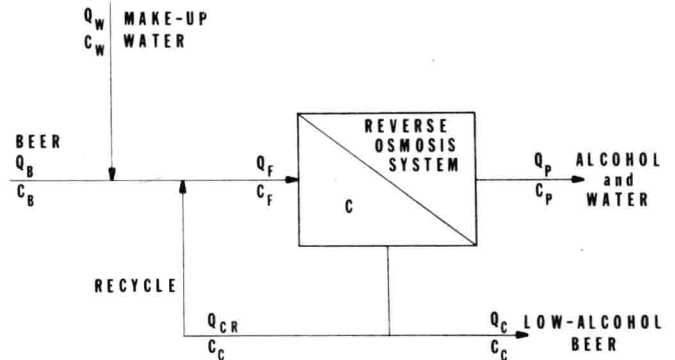 Q_W MAKE-UP
C_W WATER
BEER
Q_B
C_B
Q_F
C_F
REVERSE
OSMOSIS
SYSTEM
C
Q_P
C_P
ALCOHOL
and
WATER
RECYCLE
Q_CR
C_C
Q_C
C_C
LOW-ALCOHOL
BEER